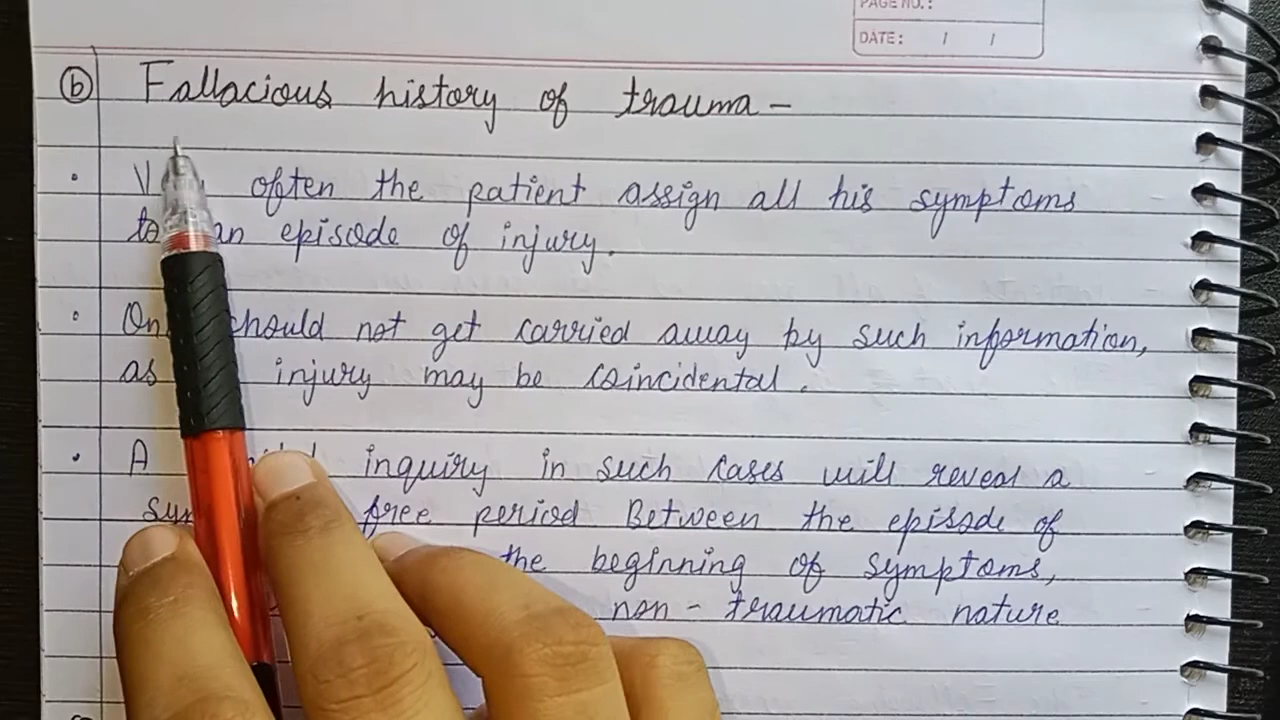 PAGE NO.:
DATE: / /
ⓑ Fallacious history of trauma -
• often the patient assign all his symptoms
to an episode of injury.
• should not get carried away by such information,
as injury may be coincidental.
• A inquiry in such cases will reveal a
free period Between the episode of
the beginning of symptoms,
non - traumatic nature